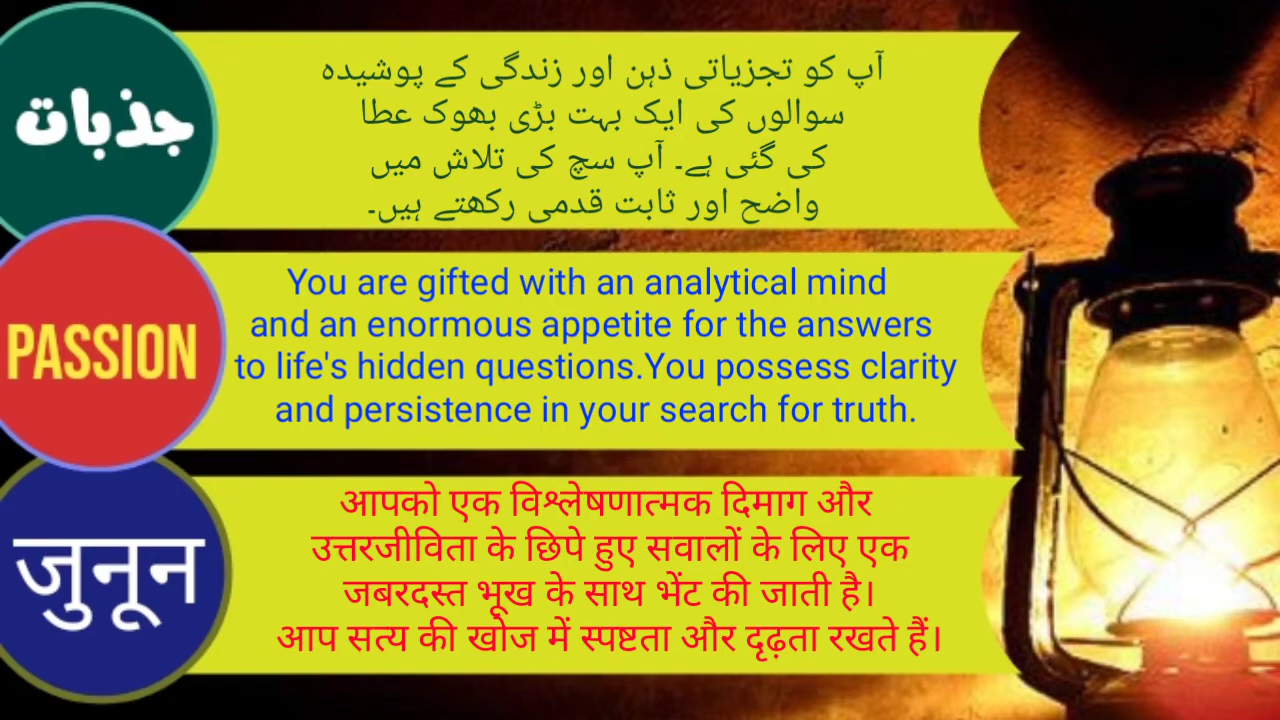 جذبات
آپ کو تجزیاتی ذہن اور زندگی کے پوشیدہ
سوالوں کی ایک بہت بڑی بھوک عطا
کی گئی ہے۔ آپ سچ کی تلاش میں
واضح اور ثابت قدمی رکھتے ہیں۔
PASSION
You are gifted with an analytical mind
and an enormous appetite for the answers
to life's hidden questions.You possess clarity
and persistence in your search for truth.
जुनून
आपको एक विश्लेषणात्मक दिमाग और
उत्तरजीविता के छिपे हुए सवालों के लिए एक
जबरदस्त भूख के साथ भेंट की जाती है।
आप सत्य की खोज में स्पष्टता और दृढ़ता रखते हैं।